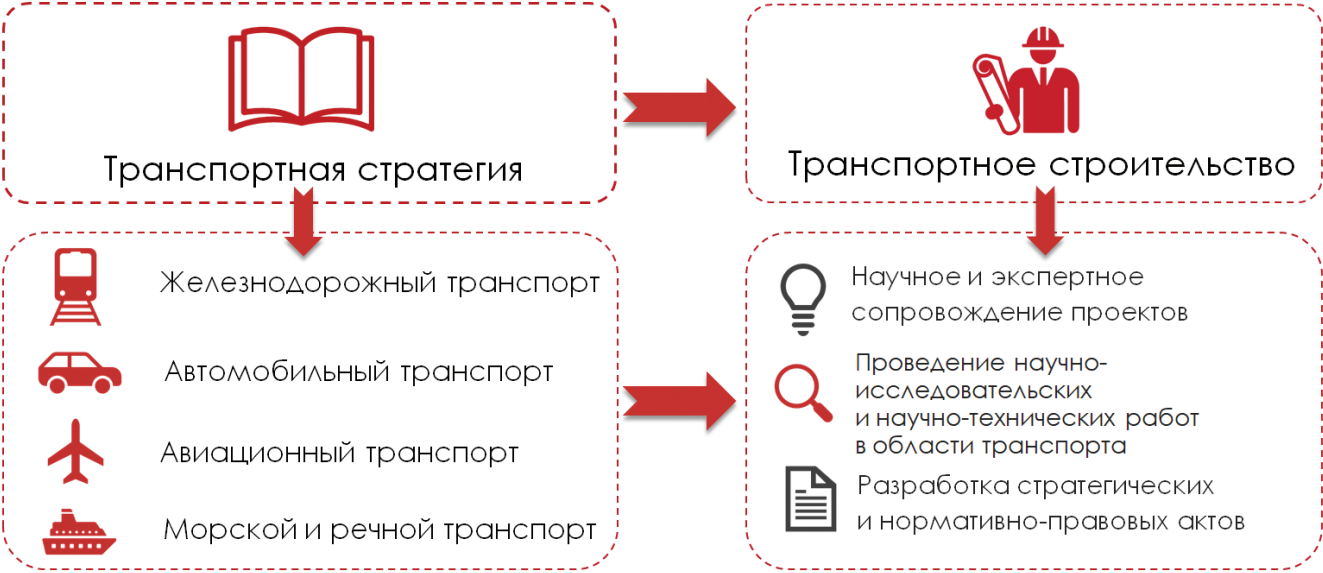 Транспортная стратегия
Транспортное строительство
Железнодорожный транспорт
Автомобильный транспорт
Авиационный транспорт
Морской и речной транспорт
Научное и экспертное
сопровождение проектов
Проведение научно-
исследовательских
и научно-технических работ
в области транспорта
Разработка стратегических
и нормативно-правовых актов